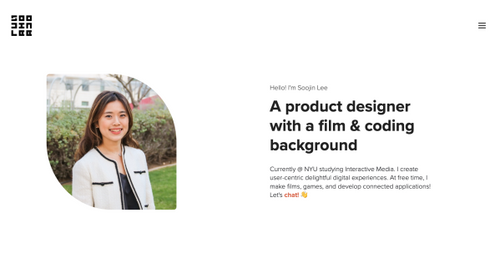 SOO
JIN
LEE
Hello! I'm Soojin Lee
A product designer
with a film & coding
background
Currently @ NYU studying Interactive Media. I create
user-centric delightful digital experiences. At free time, I
make films, games, and develop connected applications!
Let's chat! 👋